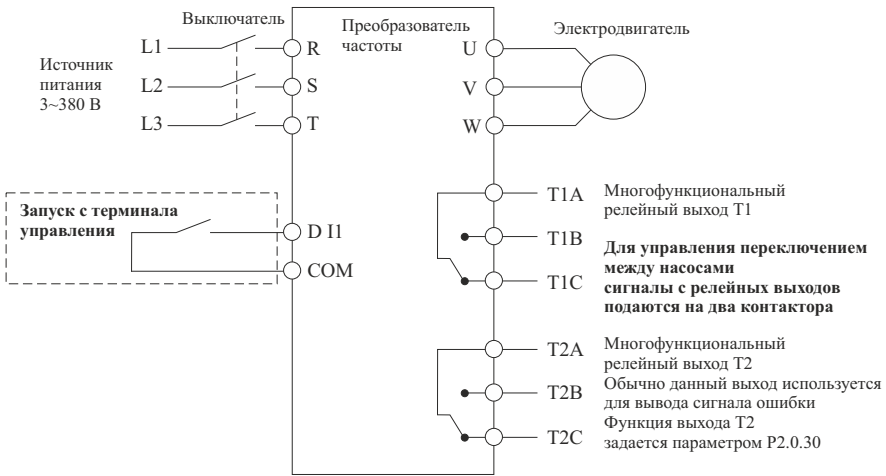 Выключатель
Преобразователь
частоты
Электродвигатель
Источник
питания
3~380 В
L1
R
U
L2
S
V
L3
T
W
Запуск с терминала
управления
D I1
COM
T1A
Многофункциональный
релейный выход T1
T1B
Для управления переключением
между насосами
T1C
сигналы с релейных выходов
подаются на два контактора
T2A
Многофункциональный
релейный выход T2
T2B
Обычно данный выход используется
для вывода сигнала ошибки
T2C
Функция выхода T2
задается параметром P2.0.30